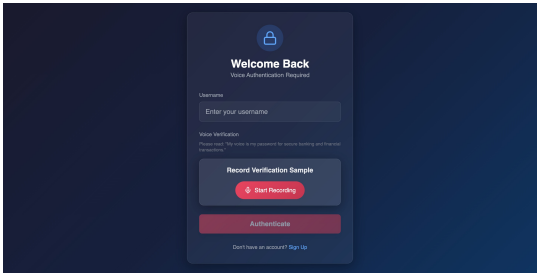 Welcome Back
Voice Authentication Required
Username
Enter your username
Voice Verification
Please read: "My voice is my password for secure banking and financial
transactions."
Record Verification Sample
Start Recording
Authenticate
Don't have an account? Sign Up